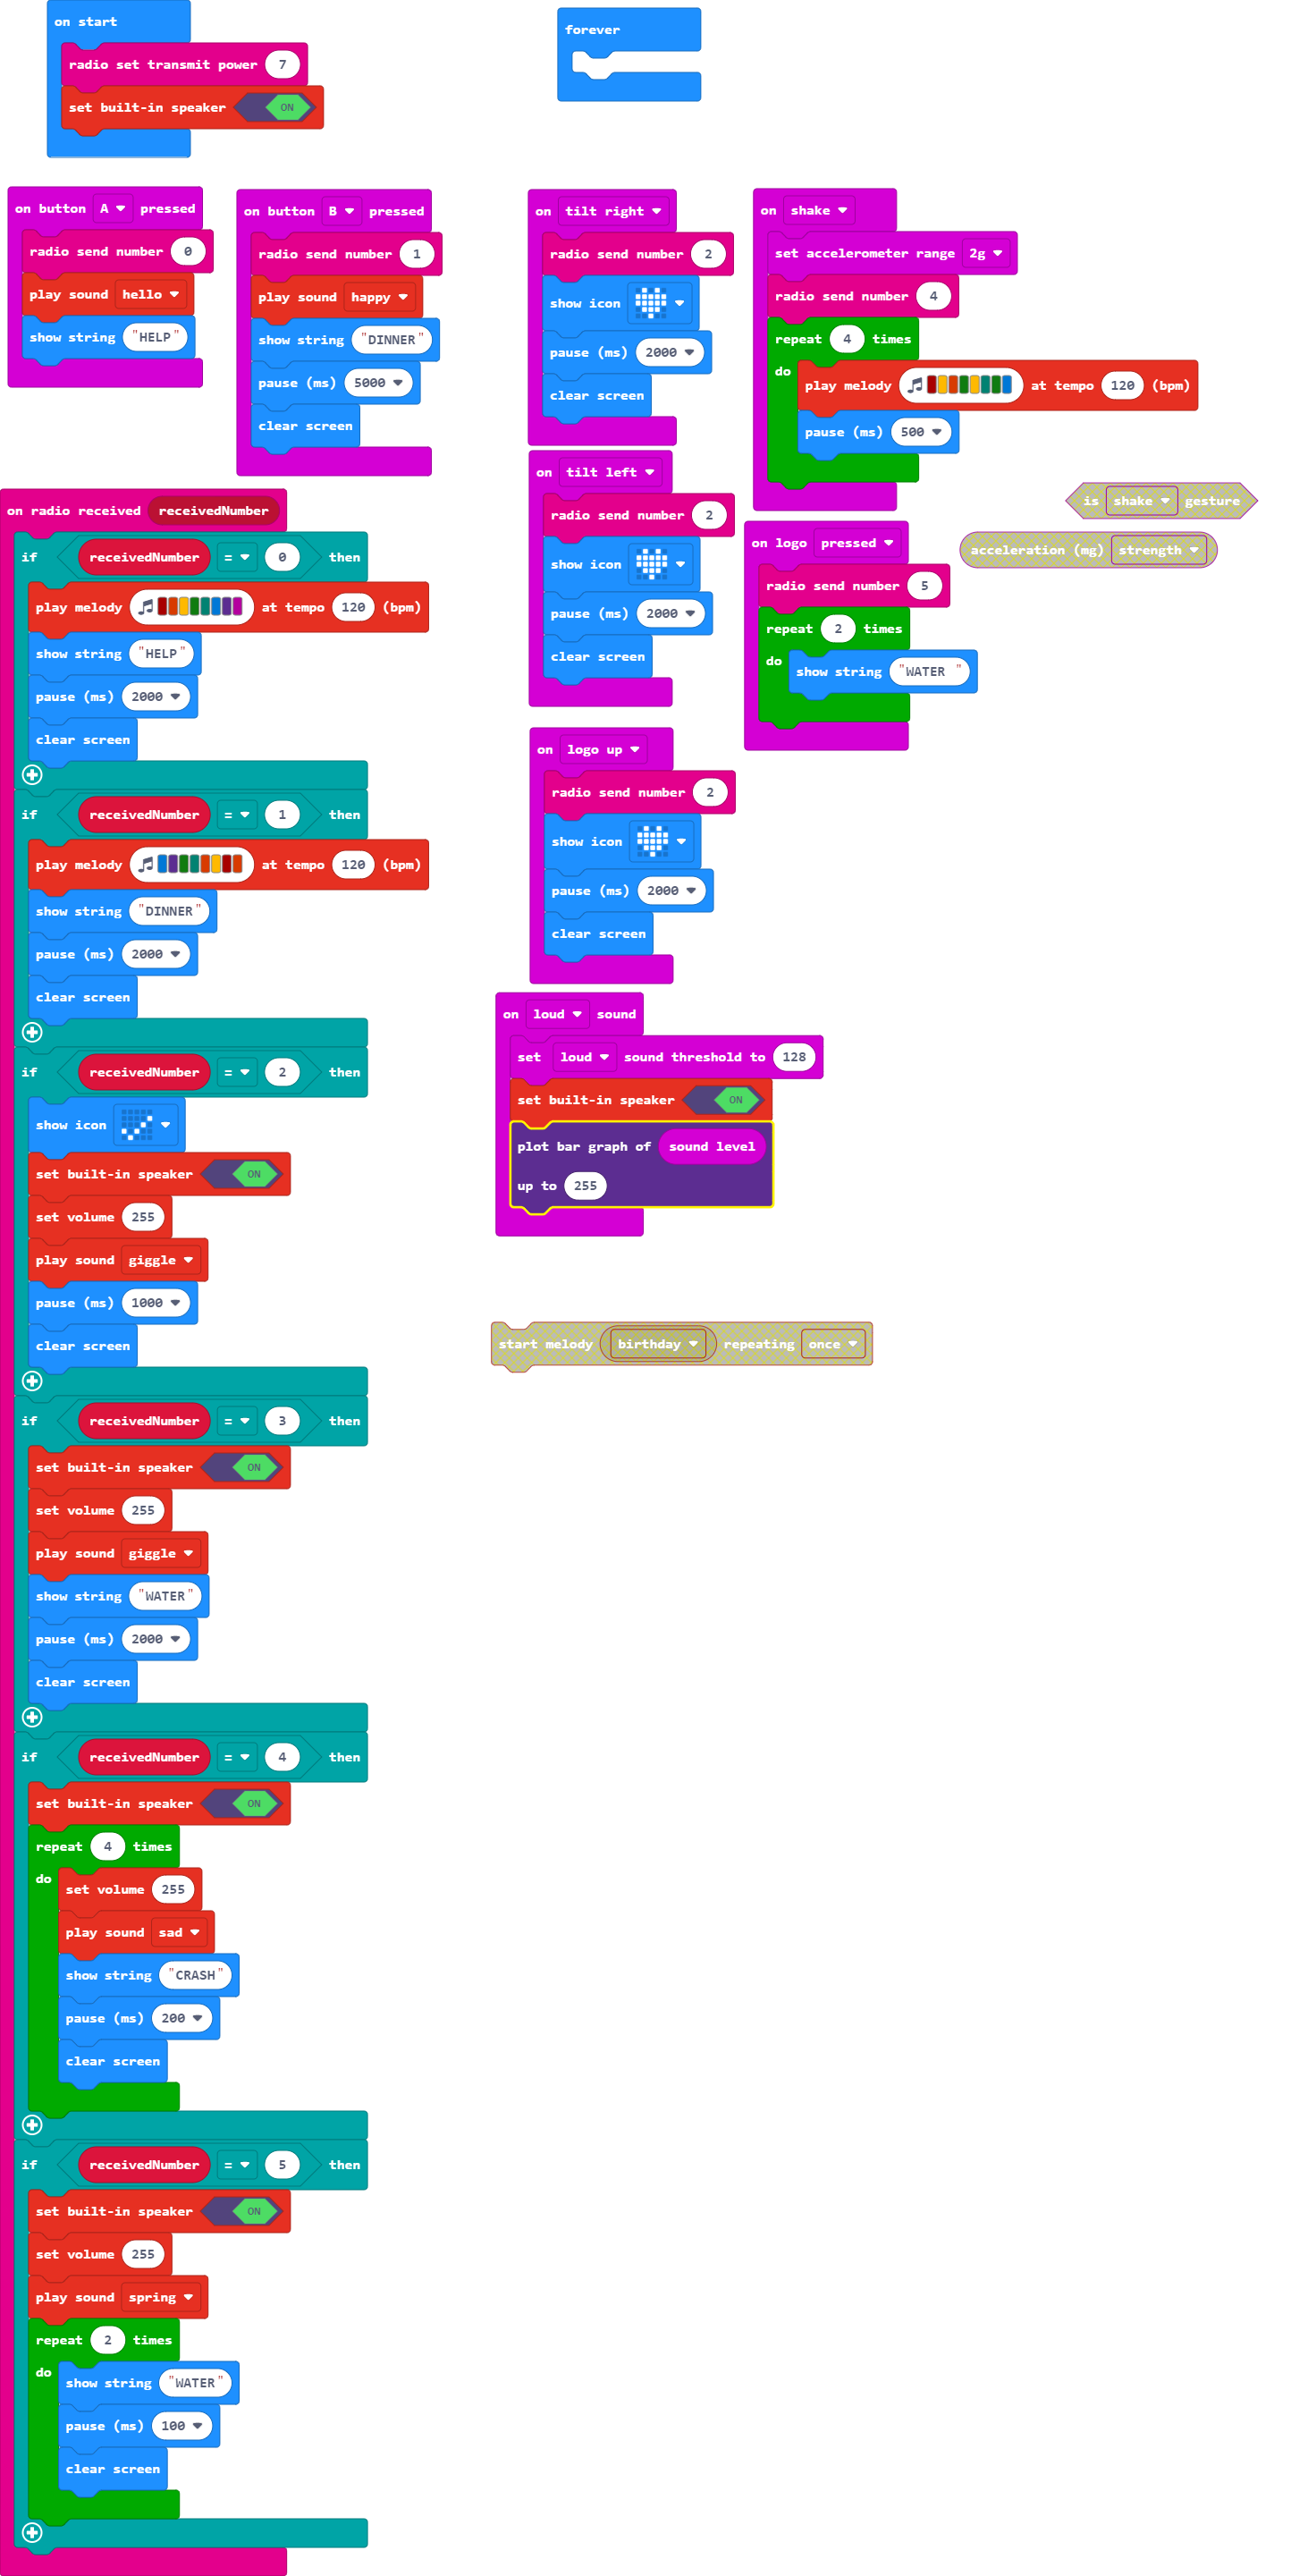 on start
radio set transmit power 7
set built-in speaker ON
forever
on button A pressed
radio send number 0
play sound hello
show string "HELP"
on button B pressed
radio send number 1
play sound happy
show string "DINNER"
pause (ms) 5000
clear screen
on tilt right
radio send number 2
show icon
pause (ms) 2000
clear screen
on shake
set accelerometer range 2g
radio send number 4
repeat 4 times
do
play melody at tempo 120 (bpm)
pause (ms) 500
on tilt left
radio send number 2
show icon
pause (ms) 2000
clear screen
is shake gesture
acceleration (mg) strength
on logo pressed
radio send number 5
repeat 2 times
do
show string "WATER "
on logo up
radio send number 2
show icon
pause (ms) 2000
clear screen
on loud sound
set loud sound threshold to 128
set built-in speaker ON
plot bar graph of sound level
up to 255
start melody birthday repeating once
on radio received receivedNumber
if receivedNumber = 0 then
play melody at tempo 120 (bpm)
show string "HELP"
pause (ms) 2000
clear screen
if receivedNumber = 1 then
play melody at tempo 120 (bpm)
show string "DINNER"
pause (ms) 2000
clear screen
if receivedNumber = 2 then
show icon
set built-in speaker ON
set volume 255
play sound giggle
pause (ms) 1000
clear screen
if receivedNumber = 3 then
set built-in speaker ON
set volume 255
play sound giggle
show string "WATER"
pause (ms) 2000
clear screen
if receivedNumber = 4 then
set built-in speaker ON
repeat 4 times
do
set volume 255
play sound sad
show string "CRASH"
pause (ms) 200
clear screen
if receivedNumber = 5 then
set built-in speaker ON
set volume 255
play sound spring
repeat 2 times
do
show string "WATER"
pause (ms) 100
clear screen